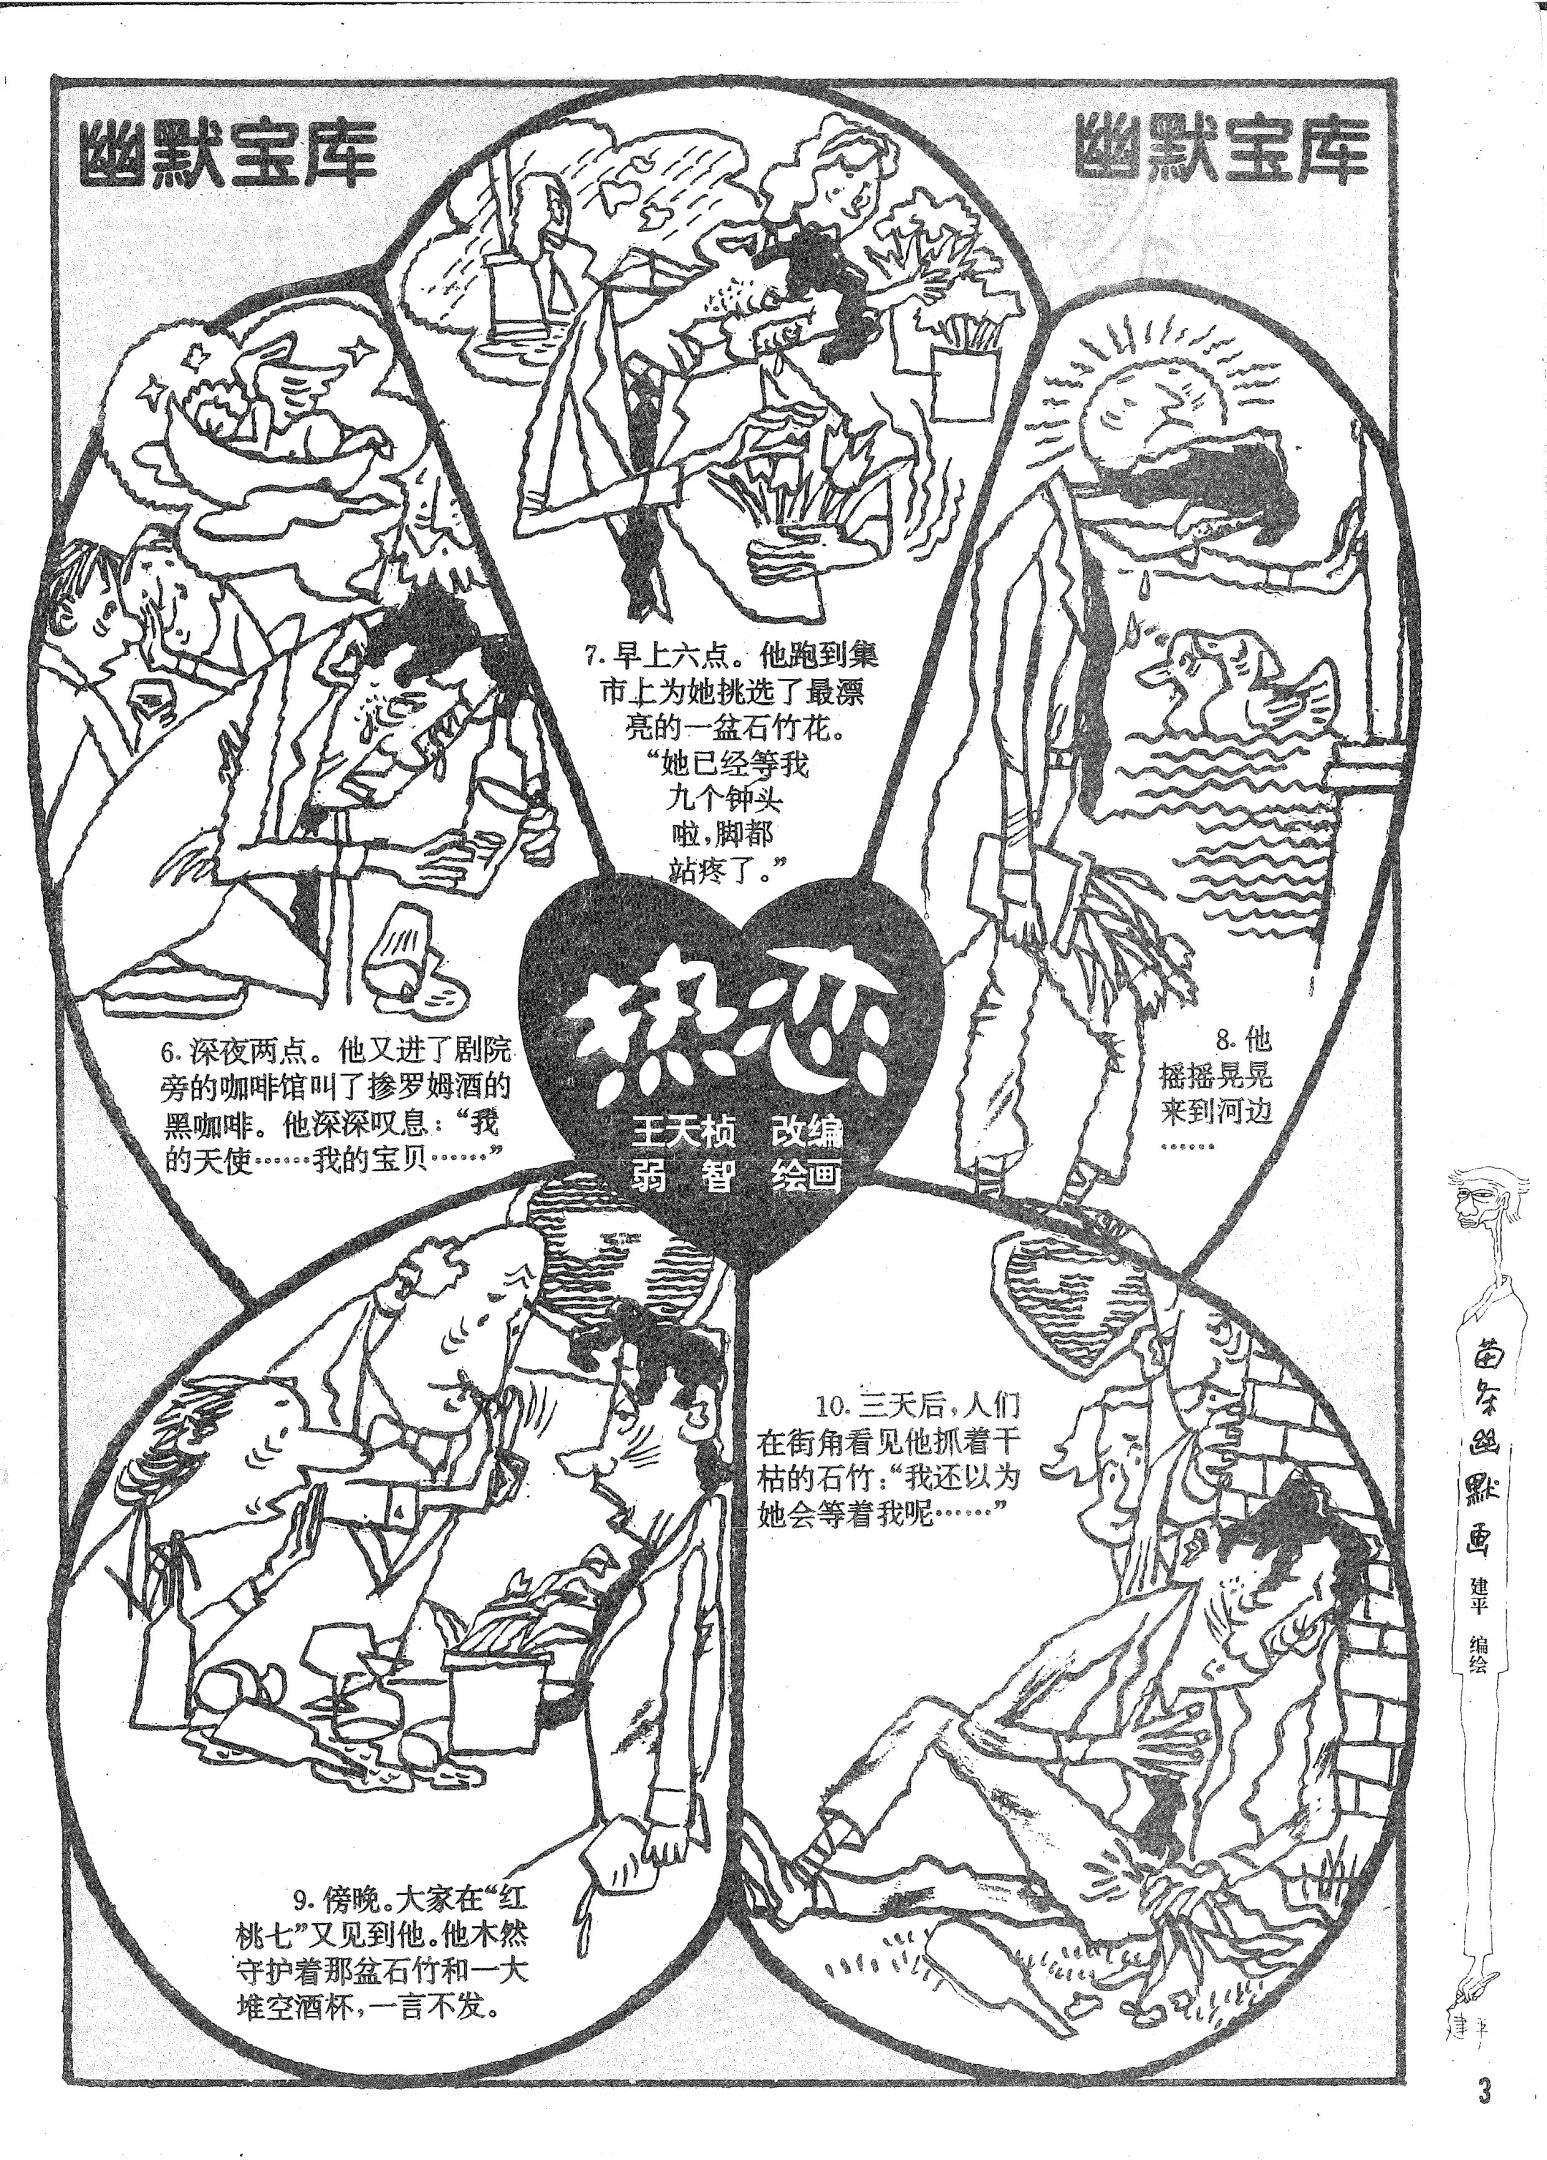 幽默宝库
幽默宝库
6. 深夜两点。他又进了剧院
旁的咖啡馆叫了掺罗姆酒的
黑咖啡。他深深叹息：“我
的天使……我的宝贝……”
7. 早上六点。他跑到集
市上为她挑选了最漂
亮的一盆石竹花。
“她已经等我
九个钟头
啦，脚都
站疼了。”
热恋
王天桢 改编
弱 智 绘画
8. 他
摇摇晃晃
来到河边
……
9. 傍晚。大家在“红
桃七”又见到他。他木然
守护着那盆石竹和一大
堆空酒杯，一言不发。
10. 三天后，人们
在街角看见他抓着干
枯的石竹：“我还以为
她会等着我呢……”
苗条幽默画
建平 编绘
建平
3